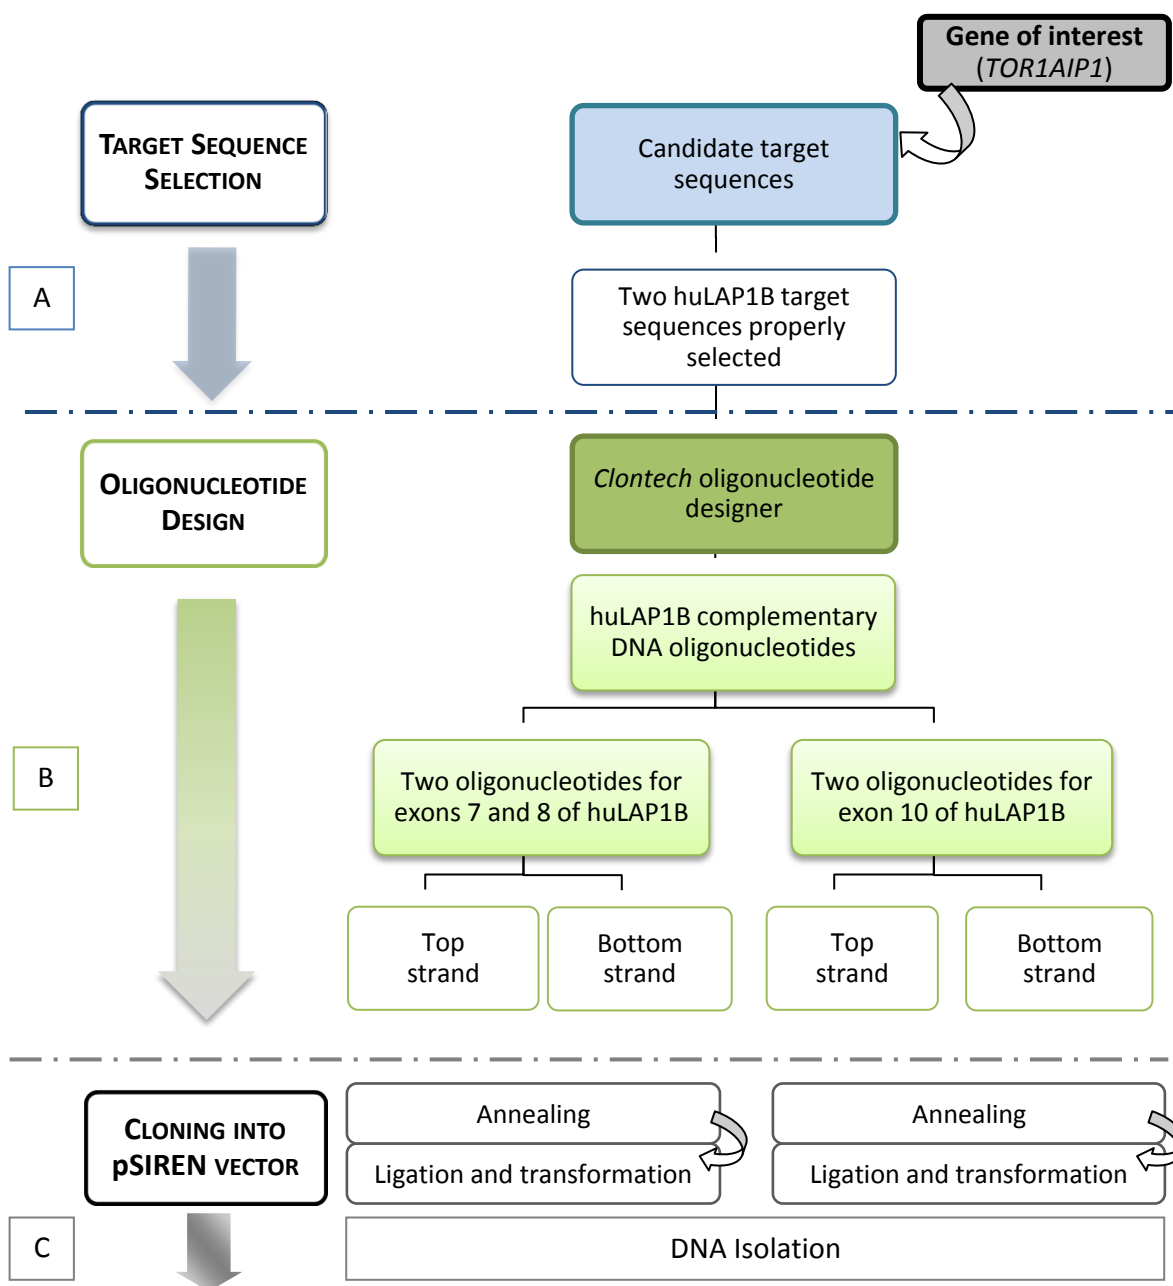 Gene of interest
(TOR1AIP1)
TARGET SEQUENCE
SELECTION
Candidate target
sequences
A
Two huLAP1B target
sequences properly
selected
OLIGONUCLEOTIDE
DESIGN
Clontech oligonucleotide
designer
huLAP1B complementary
DNA oligonucleotides
B
Two oligonucleotides for
exons 7 and 8 of huLAP1B
Two oligonucleotides for
exon 10 of huLAP1B
Top
strand
Bottom
strand
Top
strand
Bottom
strand
CLONING INTO
pSIREN VECTOR
Annealing
Ligation and transformation
Annealing
Ligation and transformation
C
DNA Isolation